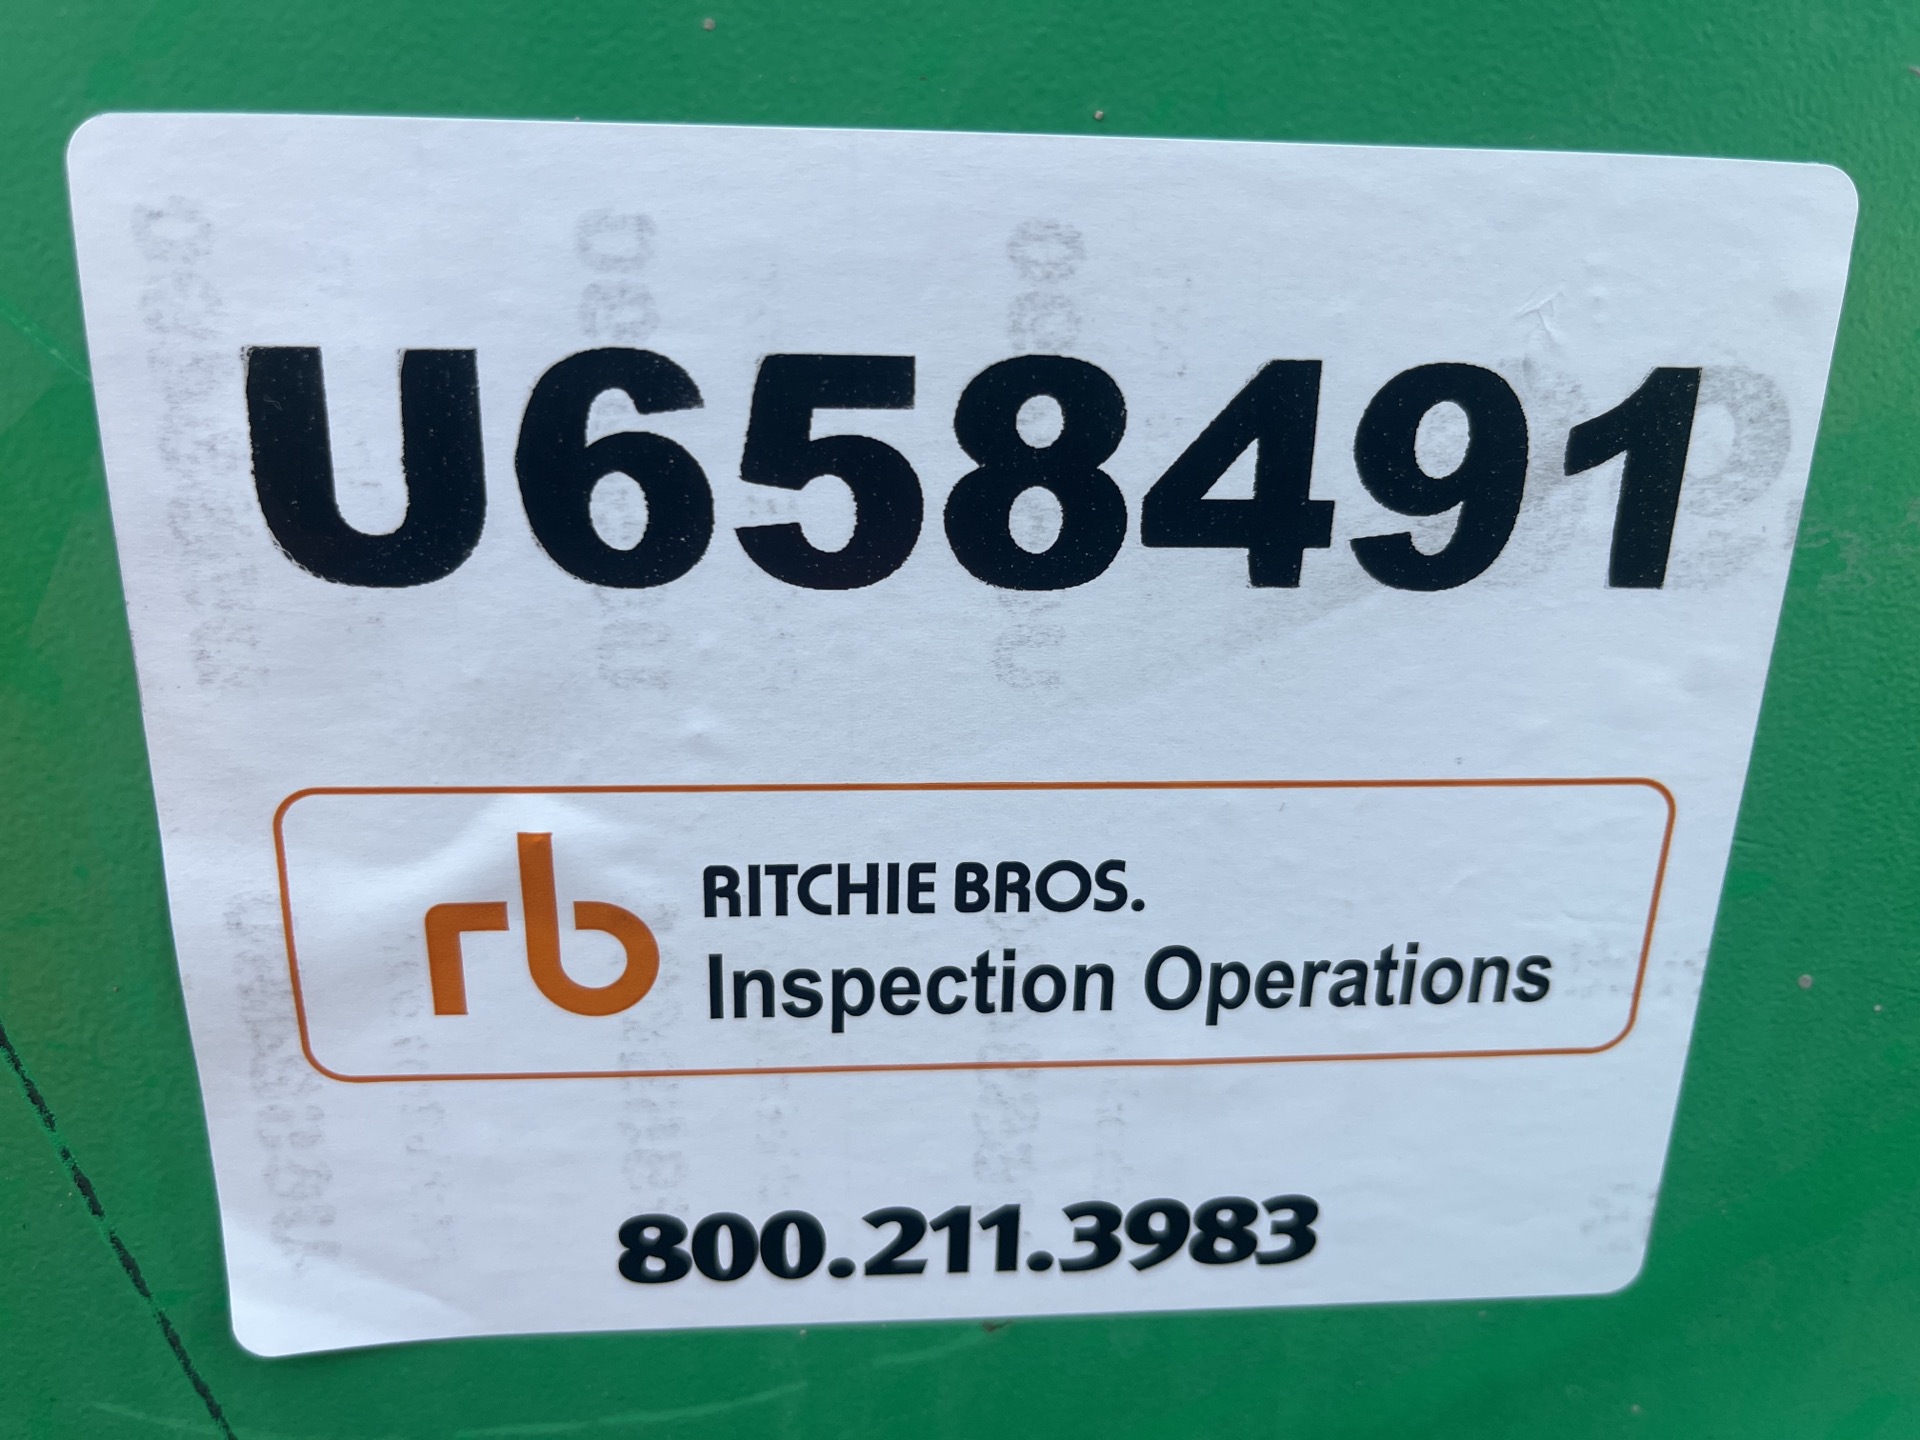 U658491
rb
RITCHIE BROS.
Inspection Operations
800.211.3983